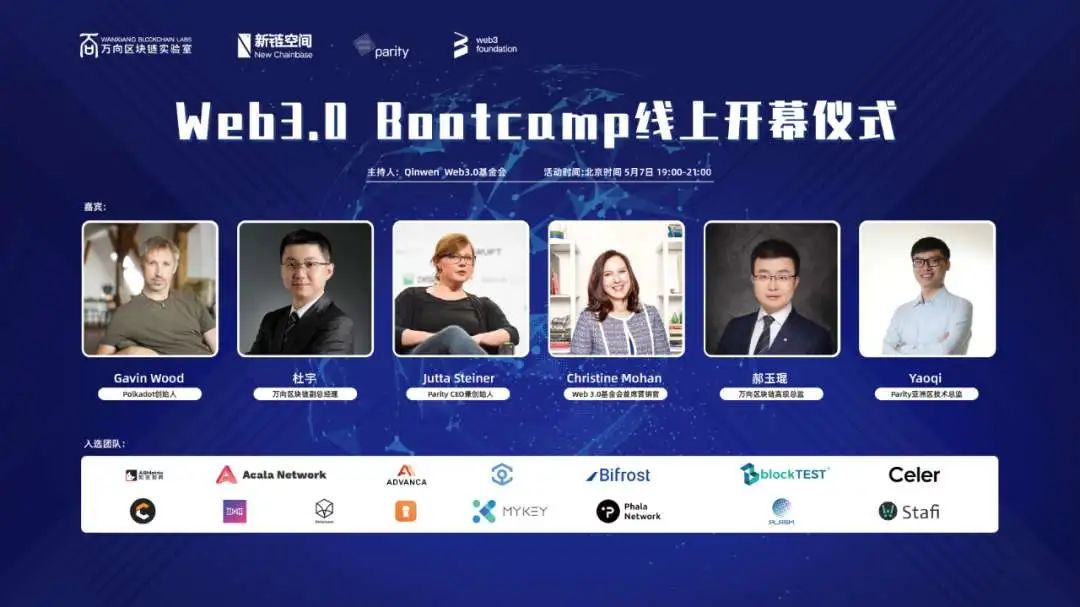 WANXIANG BLOCKCHAIN LABS
万向区块链实验室
新链空间
New Chainbase
parity
web3
foundation
Web3.0 Bootcamp线上开幕仪式
主持人：Qinwen Web3.0基金会
活动时间:北京时间 5月7日 19:00-21:00
嘉宾：
Gavin Wood
杜宇
Jutta Steiner
Christine Mohan
郝玉琨
Yaoqi
Polkadot创始人
万向区块链副总经理
Parity CEO兼创始人
Web 3.0基金会首席营销官
万向区块链高级总监
Parity亚洲区技术总监
入选团队：
Acala Network
ADVANCA
Bifrost
blockTEST
Celer
MYKEY
Phala
Network
PLASM
Stafi